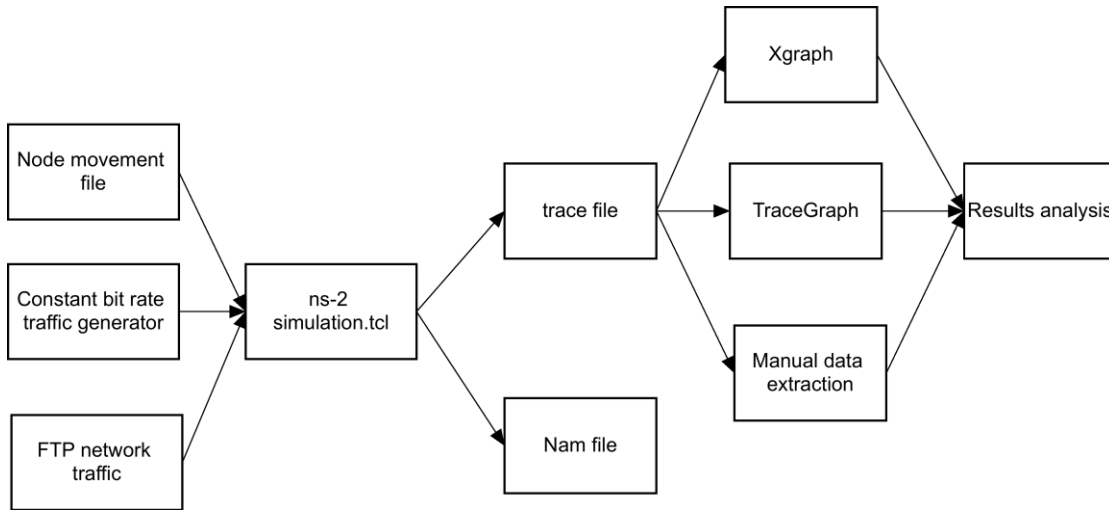 Node movement
file
Constant bit rate
traffic generator
FTP network
traffic
ns-2
simulation.tcl
trace file
Nam file
Xgraph
TraceGraph
Manual data
extraction
Results analysis